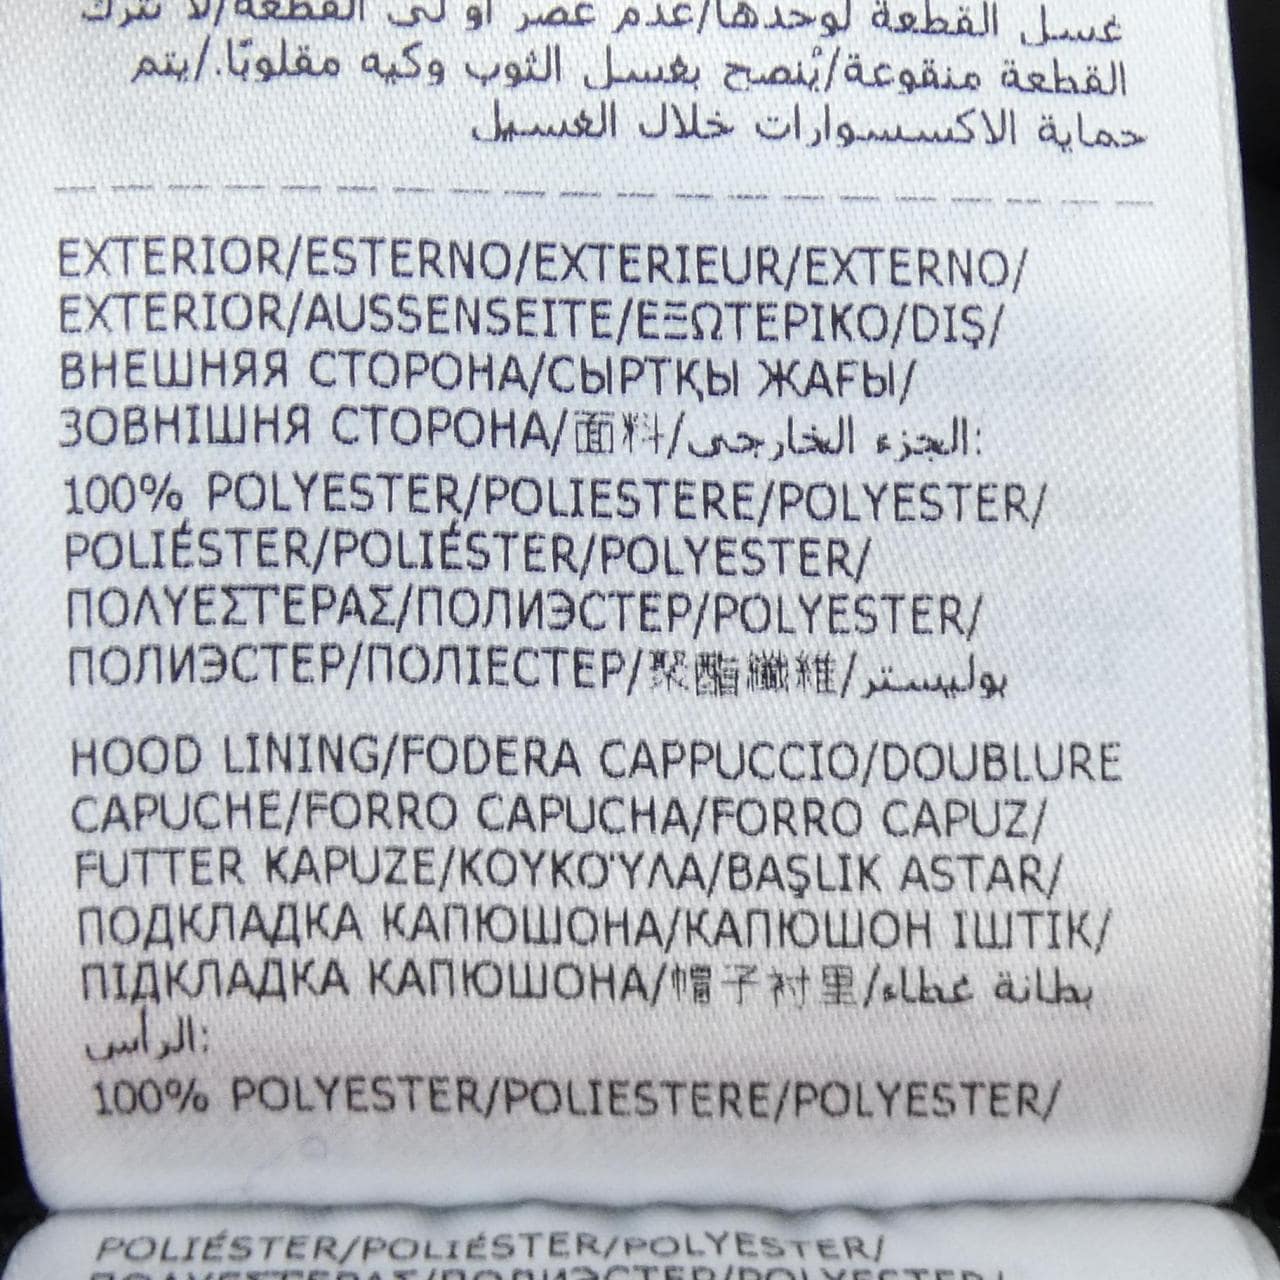 غسل القطعة لوحدها/عدم عصر أو لي القطعة/لا تترك
القطعة منقوعة/يُنصح بغسل الثوب وكيه مقلوبًا./يتم
حماية الاكسسوارات خلال الغسيل
EXTERIOR/ESTERNO/EXTERIEUR/EXTERNO/
EXTERIOR/AUSSENSEITE/ΕΞΩΤΕΡΙΚΟ/DIŞ/
ВНЕШНЯЯ СТОРОНА/СЫРТҚЫ ЖАҒЫ/
ЗОВНІШНЯ СТОРОНА/面料/الجزء الخارجي:
100% POLYESTER/POLIESTERE/POLYESTER/
POLIÉSTER/POLIÉSTER/POLYESTER/
ΠΟΛΥΕΣΤΕΡΑΣ/ПОЛИЭСТЕР/POLYESTER/
ПОЛИЭСТЕР/ПОЛІЕСТЕР/聚酯纖維/بوليستر
HOOD LINING/FODERA CAPPUCCIO/DOUBLURE
CAPUCHE/FORRO CAPUCHA/FORRO CAPUZ/
FUTTER KAPUZE/ΚΟΥΚΟΎΛΑ/BAŞLIK ASTAR/
ПОДКЛАДКА КАПЮШОНА/КАПЮШОН ІШТІК/
ПІДКЛАДКА КАПЮШОНА/帽子衬里/بطانة غطاء
الرأس:
100% POLYESTER/POLIESTERE/POLYESTER/
POLIÉSTER/POLIÉSTER/POLYESTER/
ΠΟΛΥΕΣΤΕΡΑΣ/ПОЛИЭСТЕР/POLYESTER/